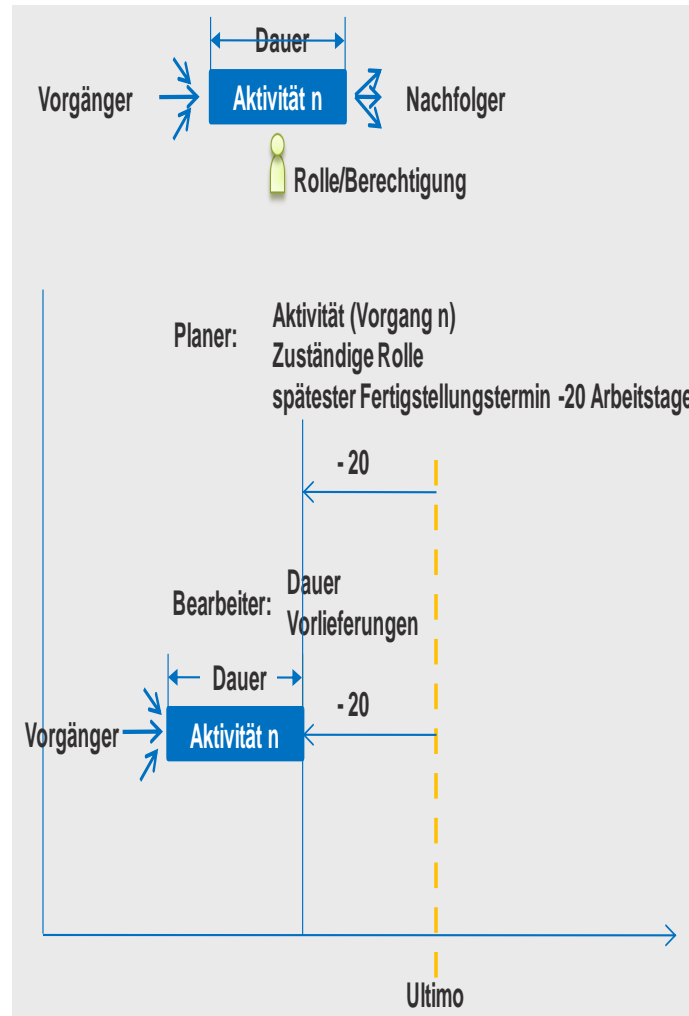 Dauer
Vorgänger
Aktivität n
Nachfolger
Rolle/Berechtigung
Planer:
Aktivität (Vorgang n)
Zuständige Rolle
spätester Fertigstellungstermin -20 Arbeitstage
- 20
Bearbeiter:
Dauer
Vorlieferungen
Dauer
- 20
Vorgänger
Aktivität n
Ultimo